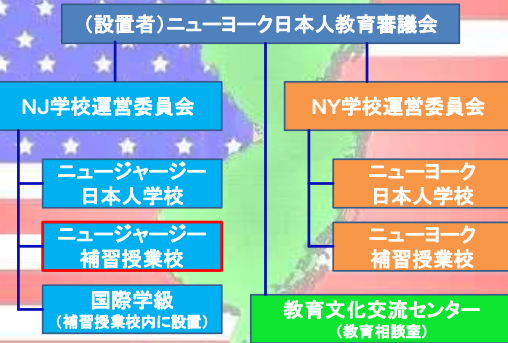 （設置者）ニューヨーク日本人教育審議会
NJ学校運営委員会
NY学校運営委員会
ニュージャージー
日本人学校
ニューヨーク
日本人学校
ニュージャージー
補習授業校
ニューヨーク
補習授業校
国際学級
（補習授業校内に設置）
教育文化交流センター
（教育相談室）